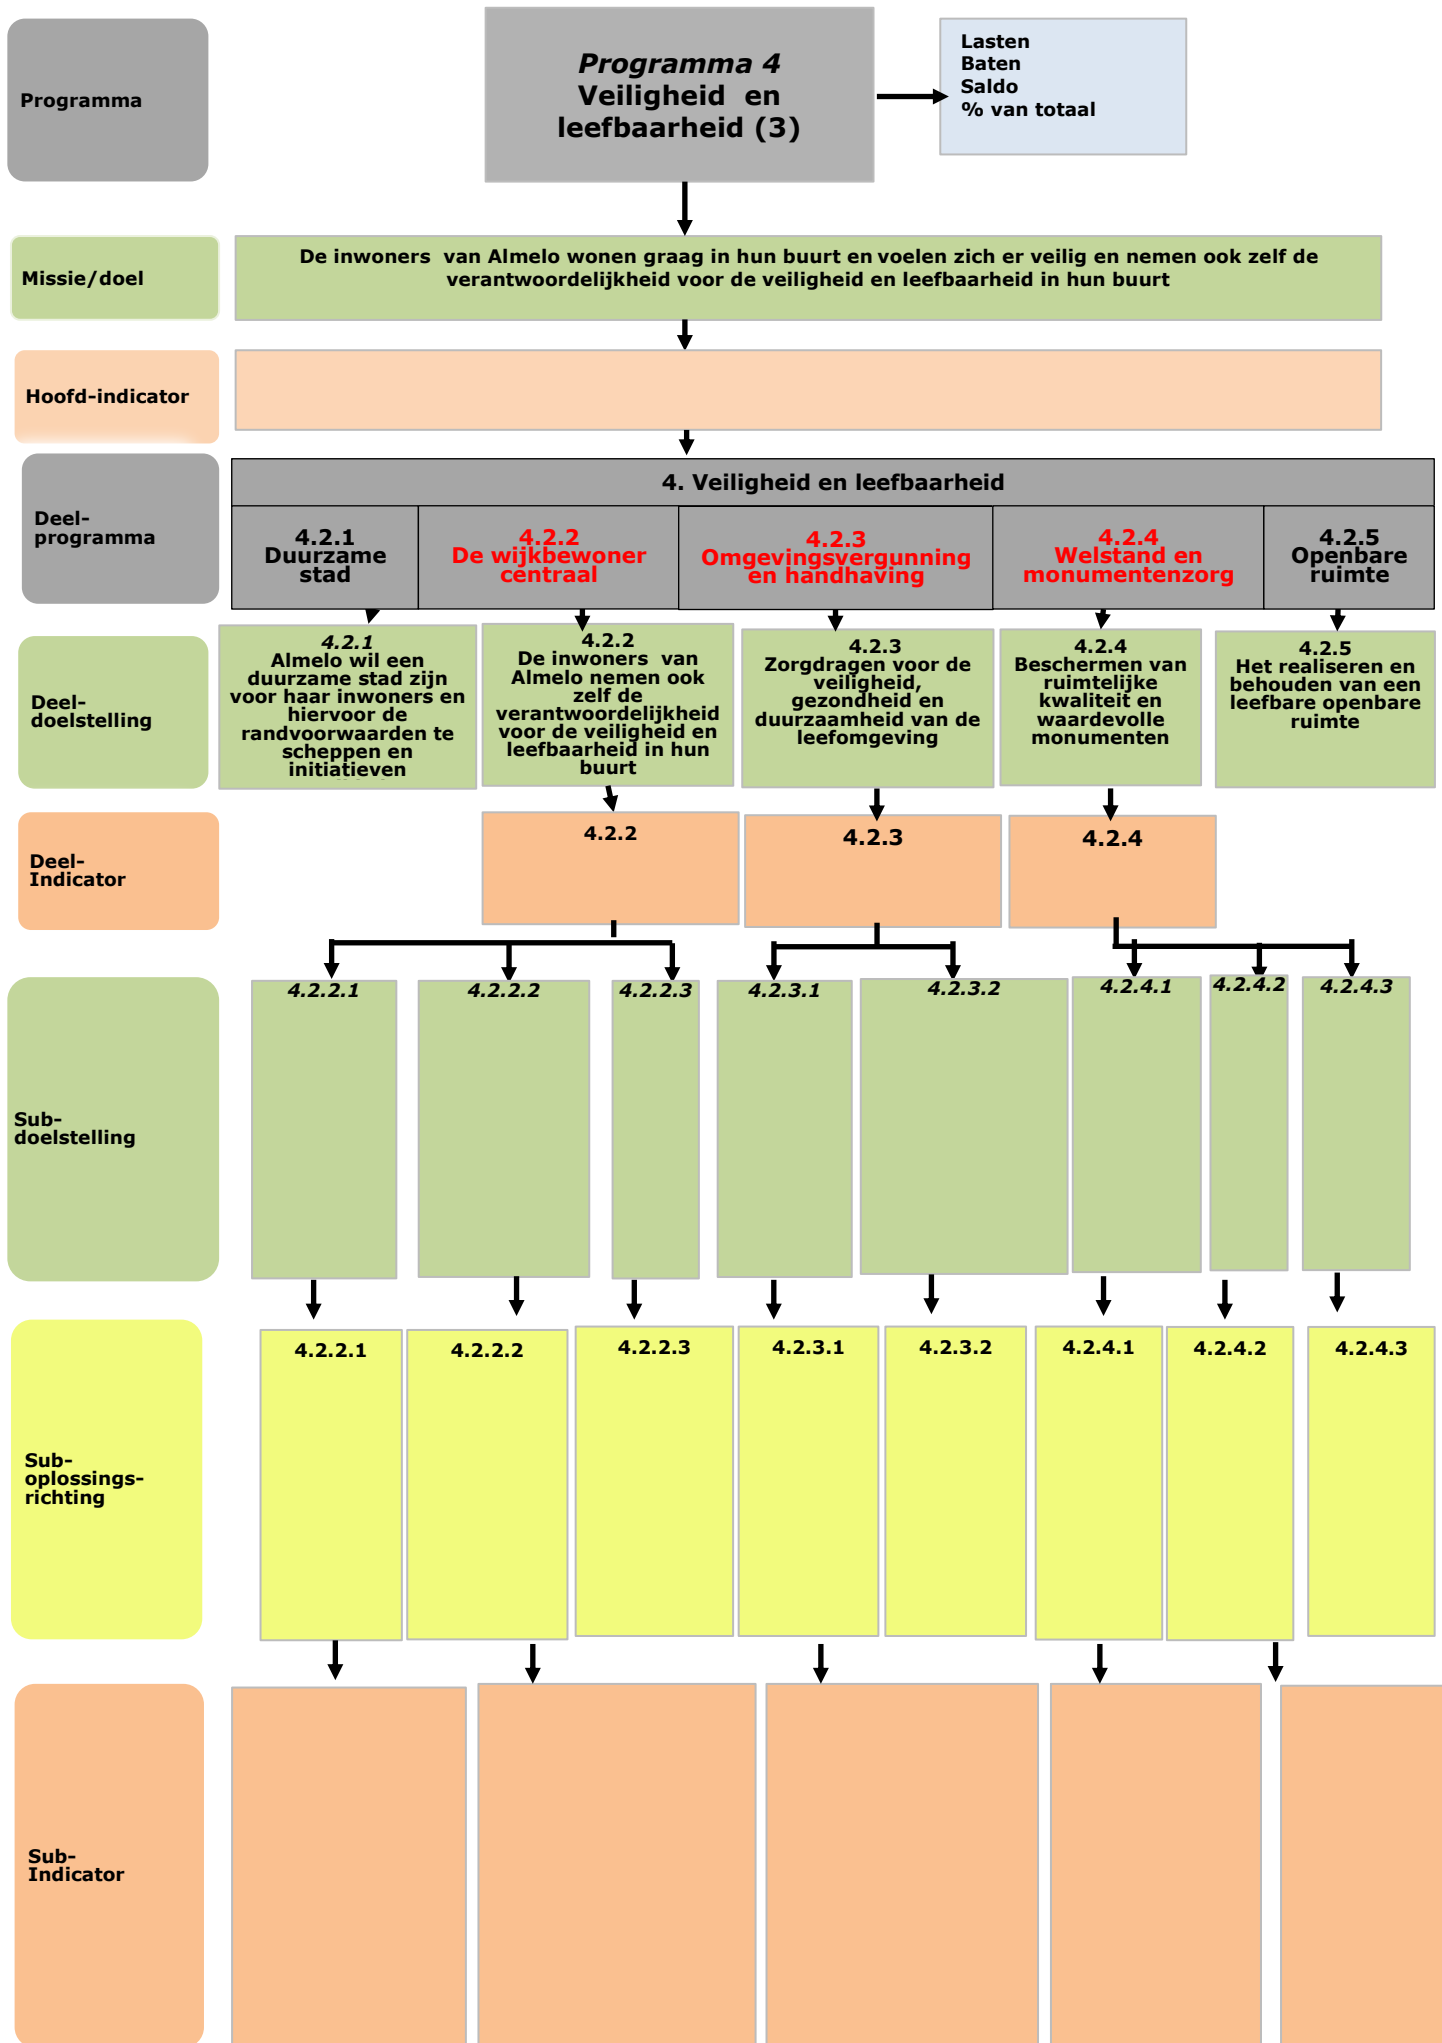 Programma
Programma 4
Veiligheid en
leefbaarheid (3)
Lasten
Baten
Saldo
% van totaal
Missie/doel
De inwoners van Almelo wonen graag in hun buurt en voelen zich er veilig en nemen ook zelf de
verantwoordelijkheid voor de veiligheid en leefbaarheid in hun buurt
Hoofd-indicator
Deel-
programma
4. Veiligheid en leefbaarheid
4.2.1
Duurzame
stad
4.2.2
De wijkbewoner
centraal
4.2.3
Omgevingsvergunning
en handhaving
4.2.4
Welstand en
monumentenzorg
4.2.5
Openbare
ruimte
Deel-
doelstelling
4.2.1
Almelo wil een
duurzame stad zijn
voor haar inwoners en
hiervoor de
randvoorwaarden te
scheppen en
initiatieven
4.2.2
De inwoners van
Almelo nemen ook
zelf de
verantwoordelijkheid
voor de veiligheid en
leefbaarheid in hun
buurt
4.2.3
Zorgdragen voor de
veiligheid,
gezondheid en
duurzaamheid van de
leefomgeving
4.2.4
Beschermen van
ruimtelijke
kwaliteit en
waardevolle
monumenten
4.2.5
Het realiseren en
behouden van een
leefbare openbare
ruimte
Deel-
Indicator
4.2.2
4.2.3
4.2.4
Sub-
doelstelling
4.2.2.1
4.2.2.2
4.2.2.3
4.2.3.1
4.2.3.2
4.2.4.1
4.2.4.2
4.2.4.3
Sub-
oplossings-
richting
4.2.2.1
4.2.2.2
4.2.2.3
4.2.3.1
4.2.3.2
4.2.4.1
4.2.4.2
4.2.4.3
Sub-
Indicator